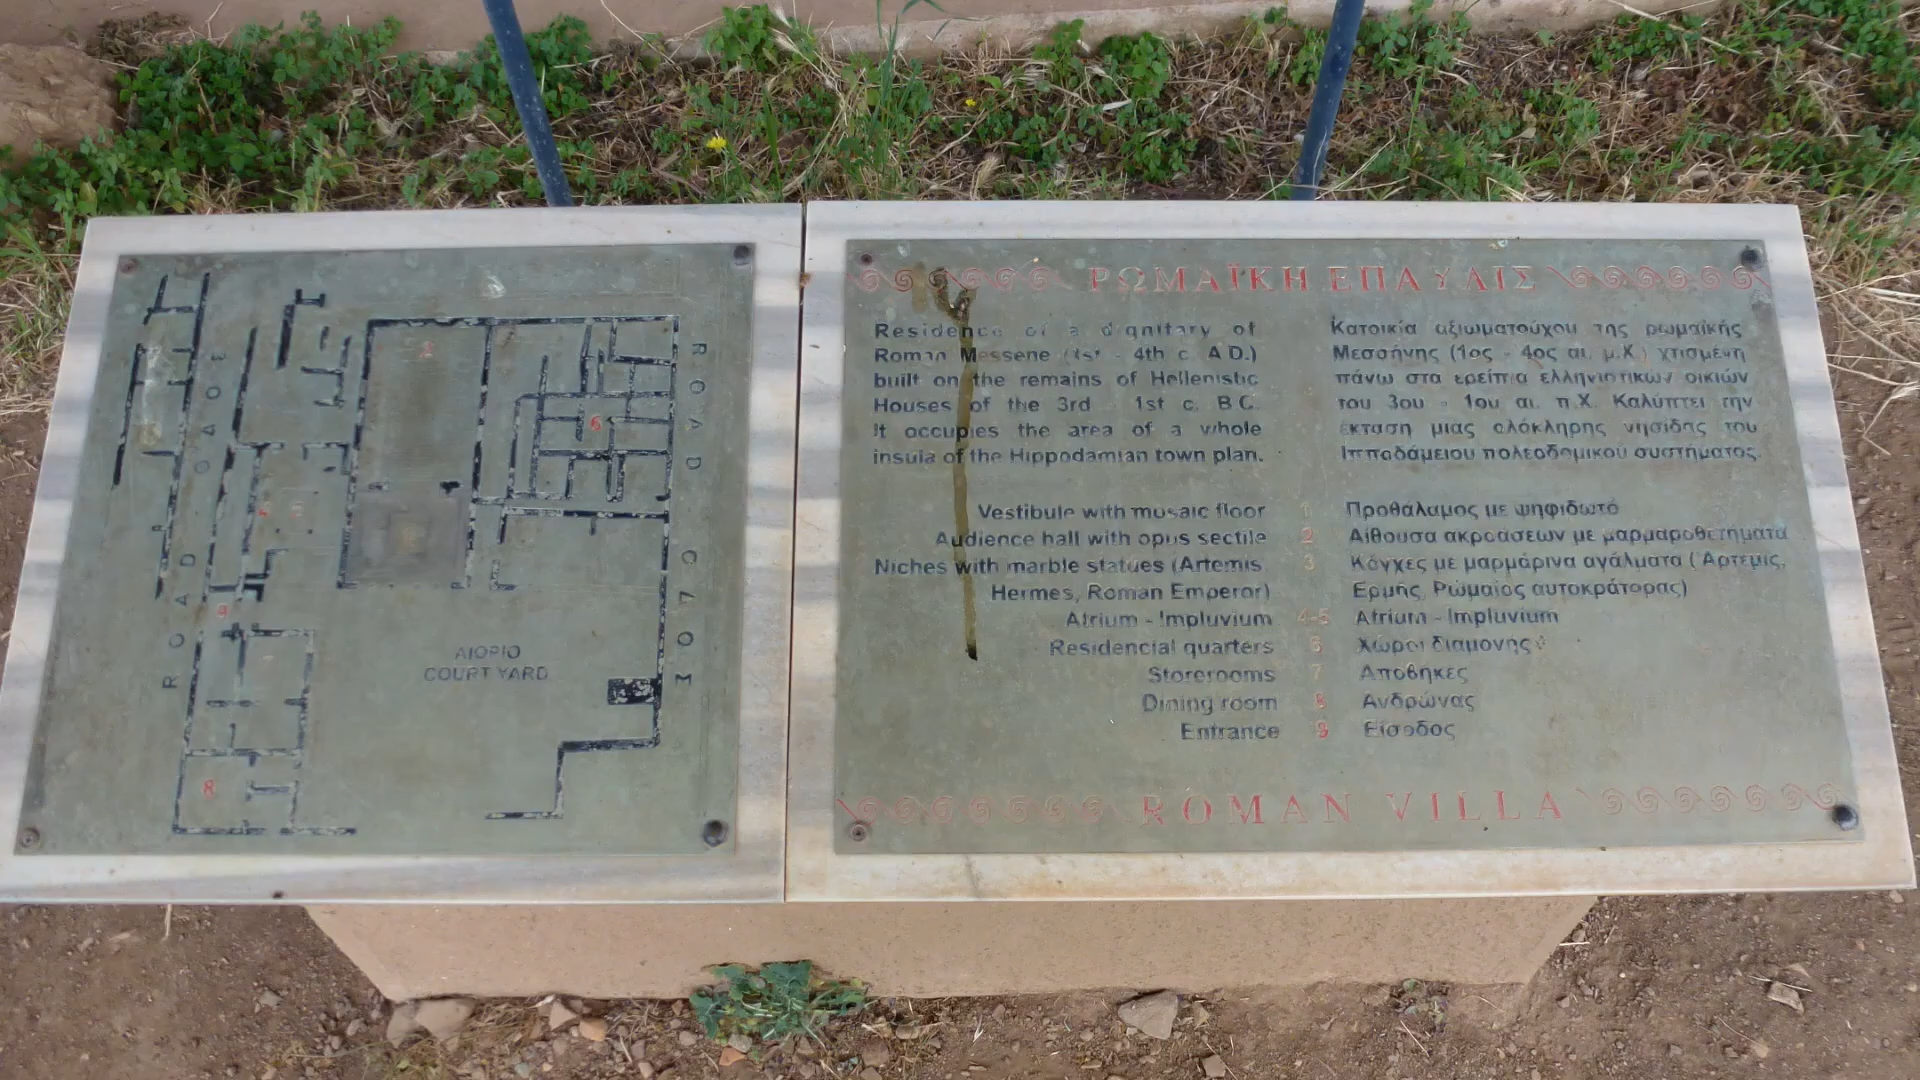 ROAD ΟΔΟΣ
2
ROAD ΟΔΟΣ
6
9
ΑΙΘΡΙΟ
COURT YARD
8
ΡΩΜΑΪΚΗ ΕΠΑΥΛΙΣ
Residence of a dignitary of
Roman Messene (1st - 4th c. A.D.)
built on the remains of Hellenistic
Houses of the 3rd - 1st c. B.C.
It occupies the area of a whole
insula of the Hippodamian town plan.
Κατοικία αξιωματούχου της ρωμαϊκής
Μεσσήνης (1ος - 4ος αι. μ.Χ.) χτισμένη
πάνω στα ερείπια ελληνιστικών οικιών
του 3ου - 1ου αι. π.Χ. Καλύπτει την
έκταση μιας ολόκληρης νησίδας του
Ιπποδάμειου πολεοδομικού συστήματος.
Vestibule with mosaic floor 1 Προθάλαμος με ψηφιδωτό
Audience hall with opus sectile 2 Αίθουσα ακροάσεων με μαρμαροθετήματα
Niches with marble statues (Artemis 3 Κόγχες με μαρμάρινα αγάλματα (Άρτεμις,
Hermes, Roman Emperor) Ερμής, Ρωμαίος αυτοκράτορας)
Atrium - Impluvium 4-5 Atrium - Impluvium
Residencial quarters 6 Χώροι διαμονής
Storerooms 7 Αποθήκες
Dining room 8 Ανδρώνας
Entrance 9 Είσοδος
ROMAN VILLA